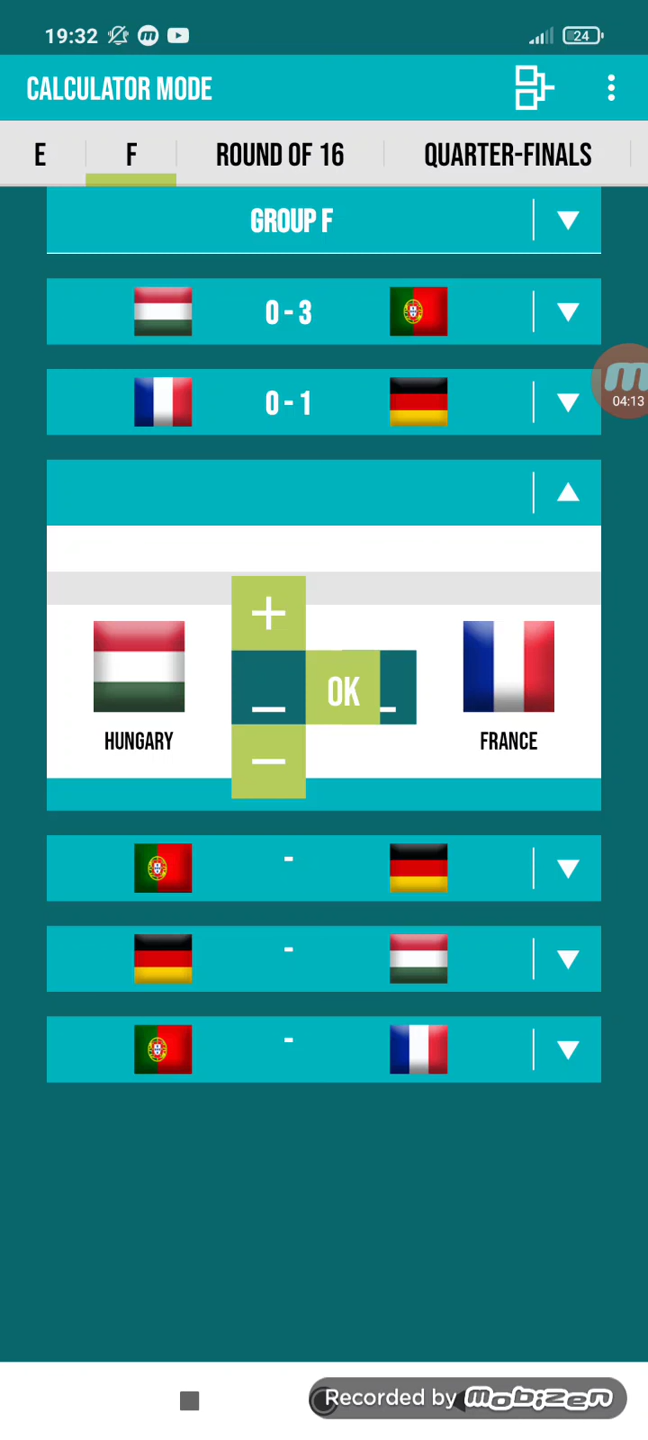 19:32 24
CALCULATOR MODE
E F ROUND OF 16 QUARTER-FINALS
GROUP F
0 - 3
0 - 1
04:13
+
_ OK _
HUNGARY FRANCE
–
-
-
-
Recorded by mobizen